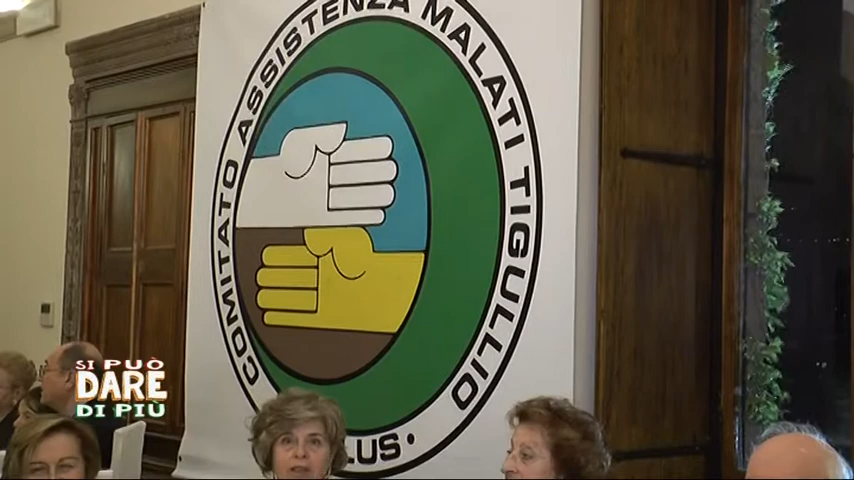 COMITATO ASSISTENZA MALATI TIGULLIO
LUS •
SI PUÒ
DARE
DI PIÙ